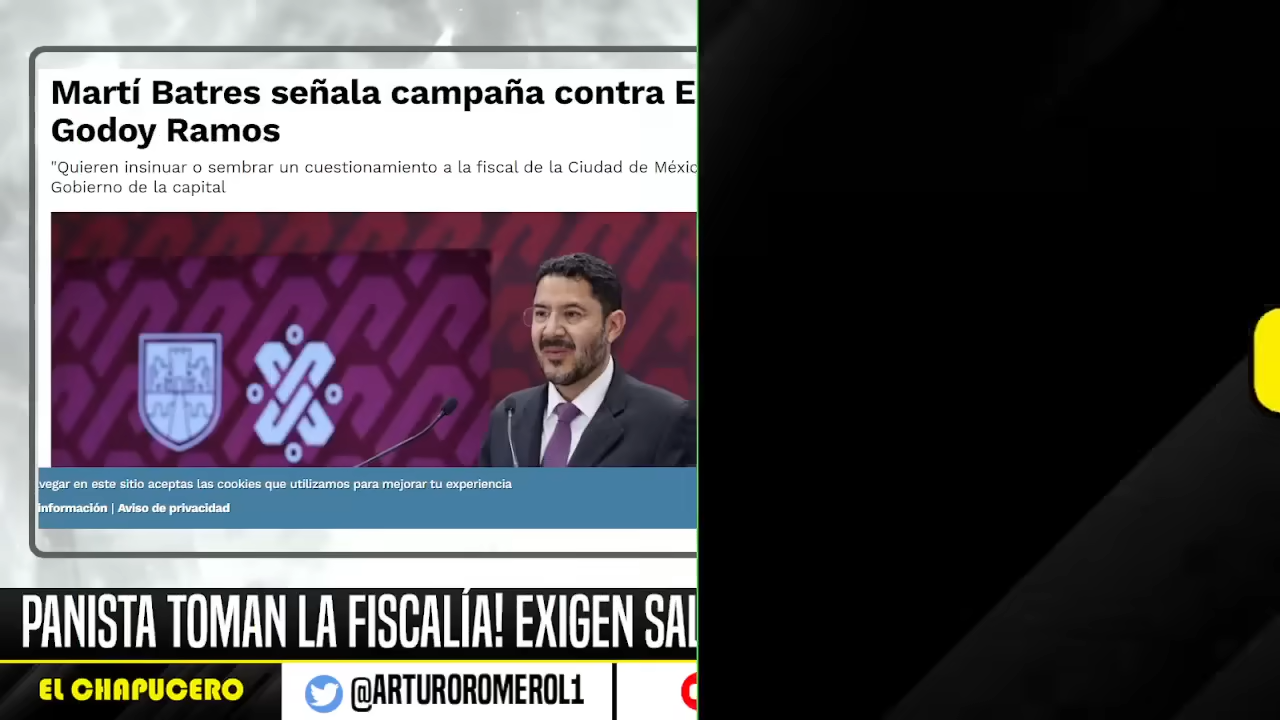 Martí Batres señala campaña contra E
Godoy Ramos
"Quieren insinuar o sembrar un cuestionamiento a la fiscal de la Ciudad de Méxic
Gobierno de la capital
vegar en este sitio aceptas las cookies que utilizamos para mejorar tu experiencia
información | Aviso de privacidad
PANISTA TOMAN LA FISCALÍA! EXIGEN SAL
EL CHAPUCERO
@ARTUROROMEROL1